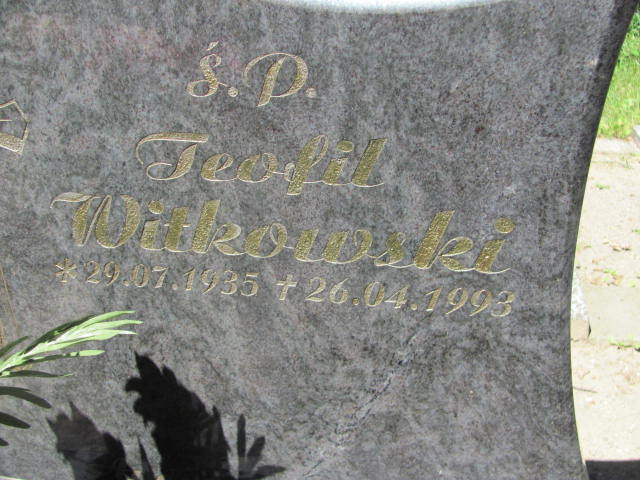 ś.P.
Teofil
Witkowski
*29.07.1935 †26.04.1993